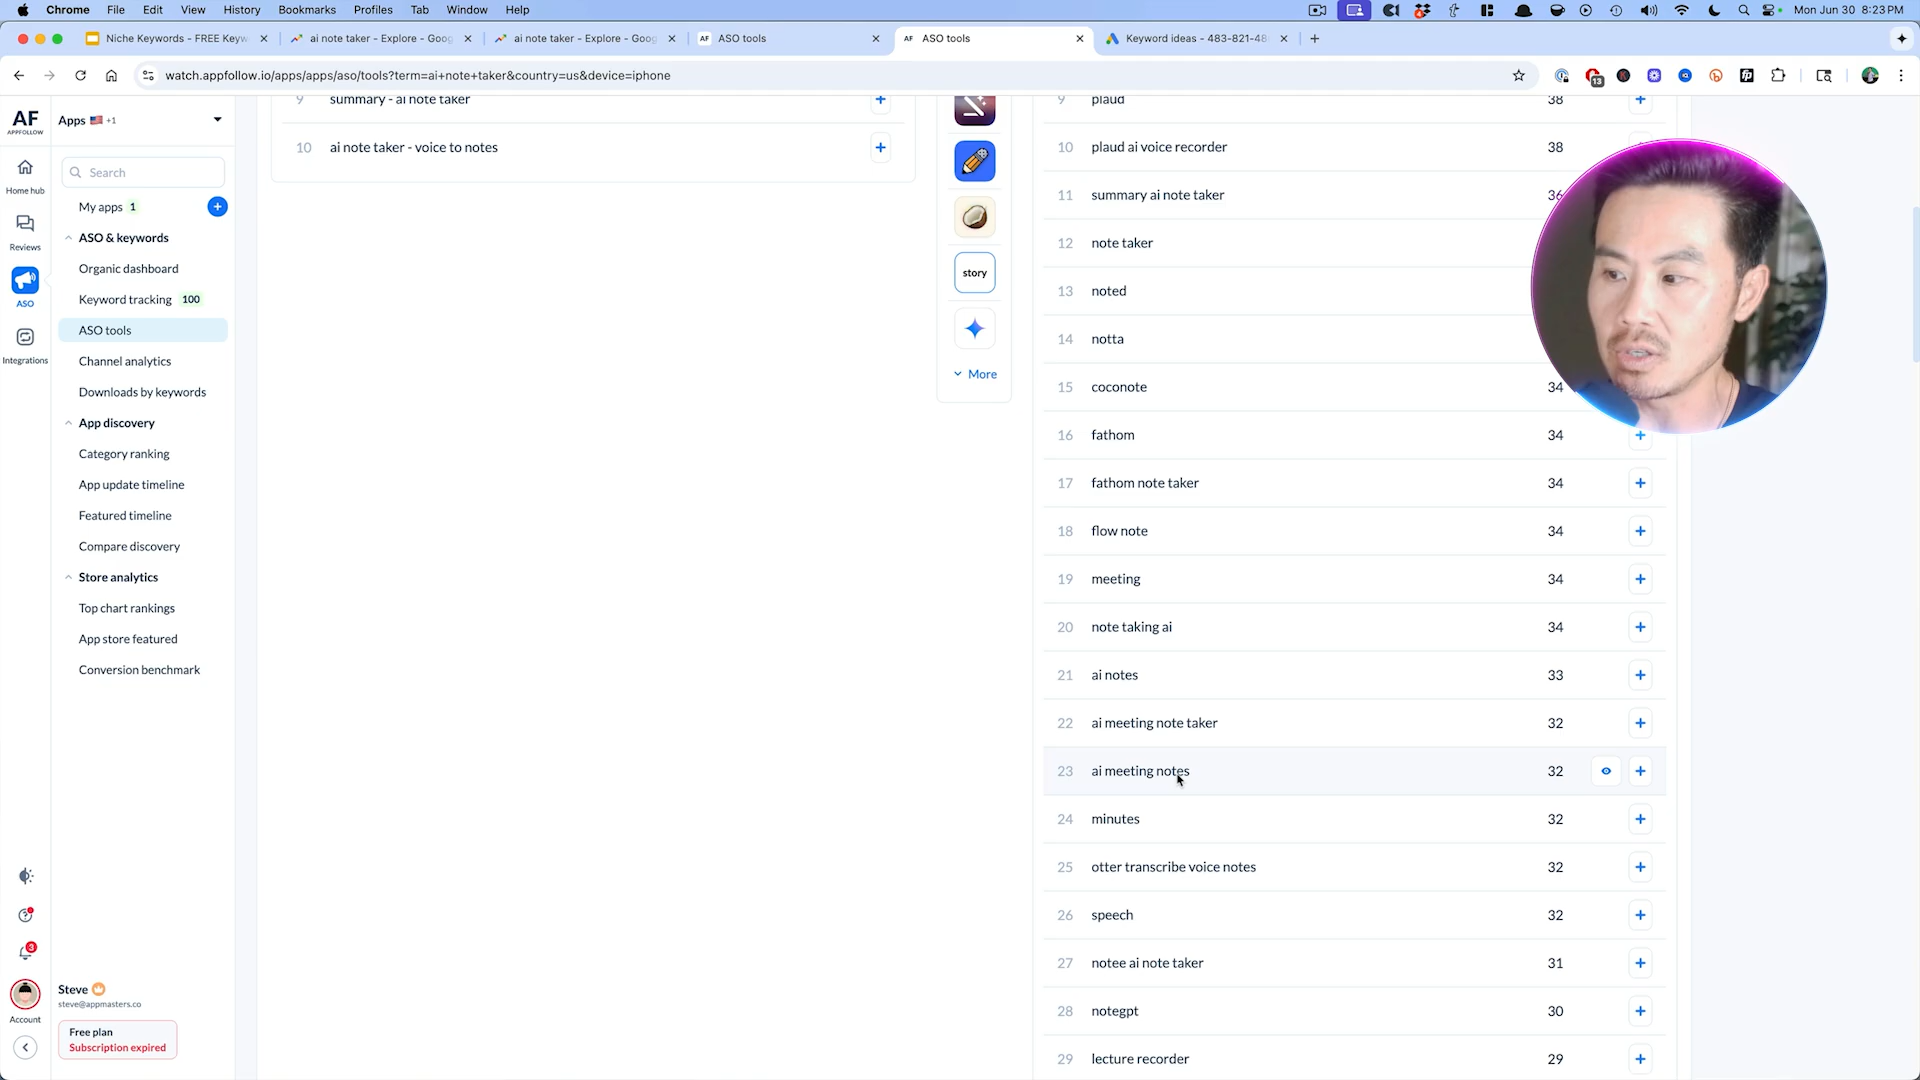 Chrome File Edit View History Bookmarks Profiles Tab Window Help
Mon Jun 30 8:23 PM
Niche Keywords - FREE Keyw
ai note taker - Explore - Goog
ai note taker - Explore - Goog
ASO tools
AF ASO tools
Keyword ideas - 483-821-48
watch.appfollow.io/apps/apps/aso/tools?term=ai+note+taker&country=us&device=iphone
13
AF
APPFOLLOW
Home hub
Reviews
ASO
Integrations
Apps +1
Search
My apps 1
ASO & keywords
Organic dashboard
Keyword tracking 100
ASO tools
Channel analytics
Downloads by keywords
App discovery
Category ranking
App update timeline
Featured timeline
Compare discovery
Store analytics
Top chart rankings
App store featured
Conversion benchmark
3
Account
Steve
steve@appmasters.co
Free plan
Subscription expired
9 summary - ai note taker
10 ai note taker - voice to notes
story
More
9 plaud 38
10 plaud ai voice recorder 38
11 summary ai note taker 36
12 note taker
13 noted
14 notta
15 coconote 34
16 fathom 34
17 fathom note taker 34
18 flow note 34
19 meeting 34
20 note taking ai 34
21 ai notes 33
22 ai meeting note taker 32
23 ai meeting notes 32
24 minutes 32
25 otter transcribe voice notes 32
26 speech 32
27 notee ai note taker 31
28 notegpt 30
29 lecture recorder 29